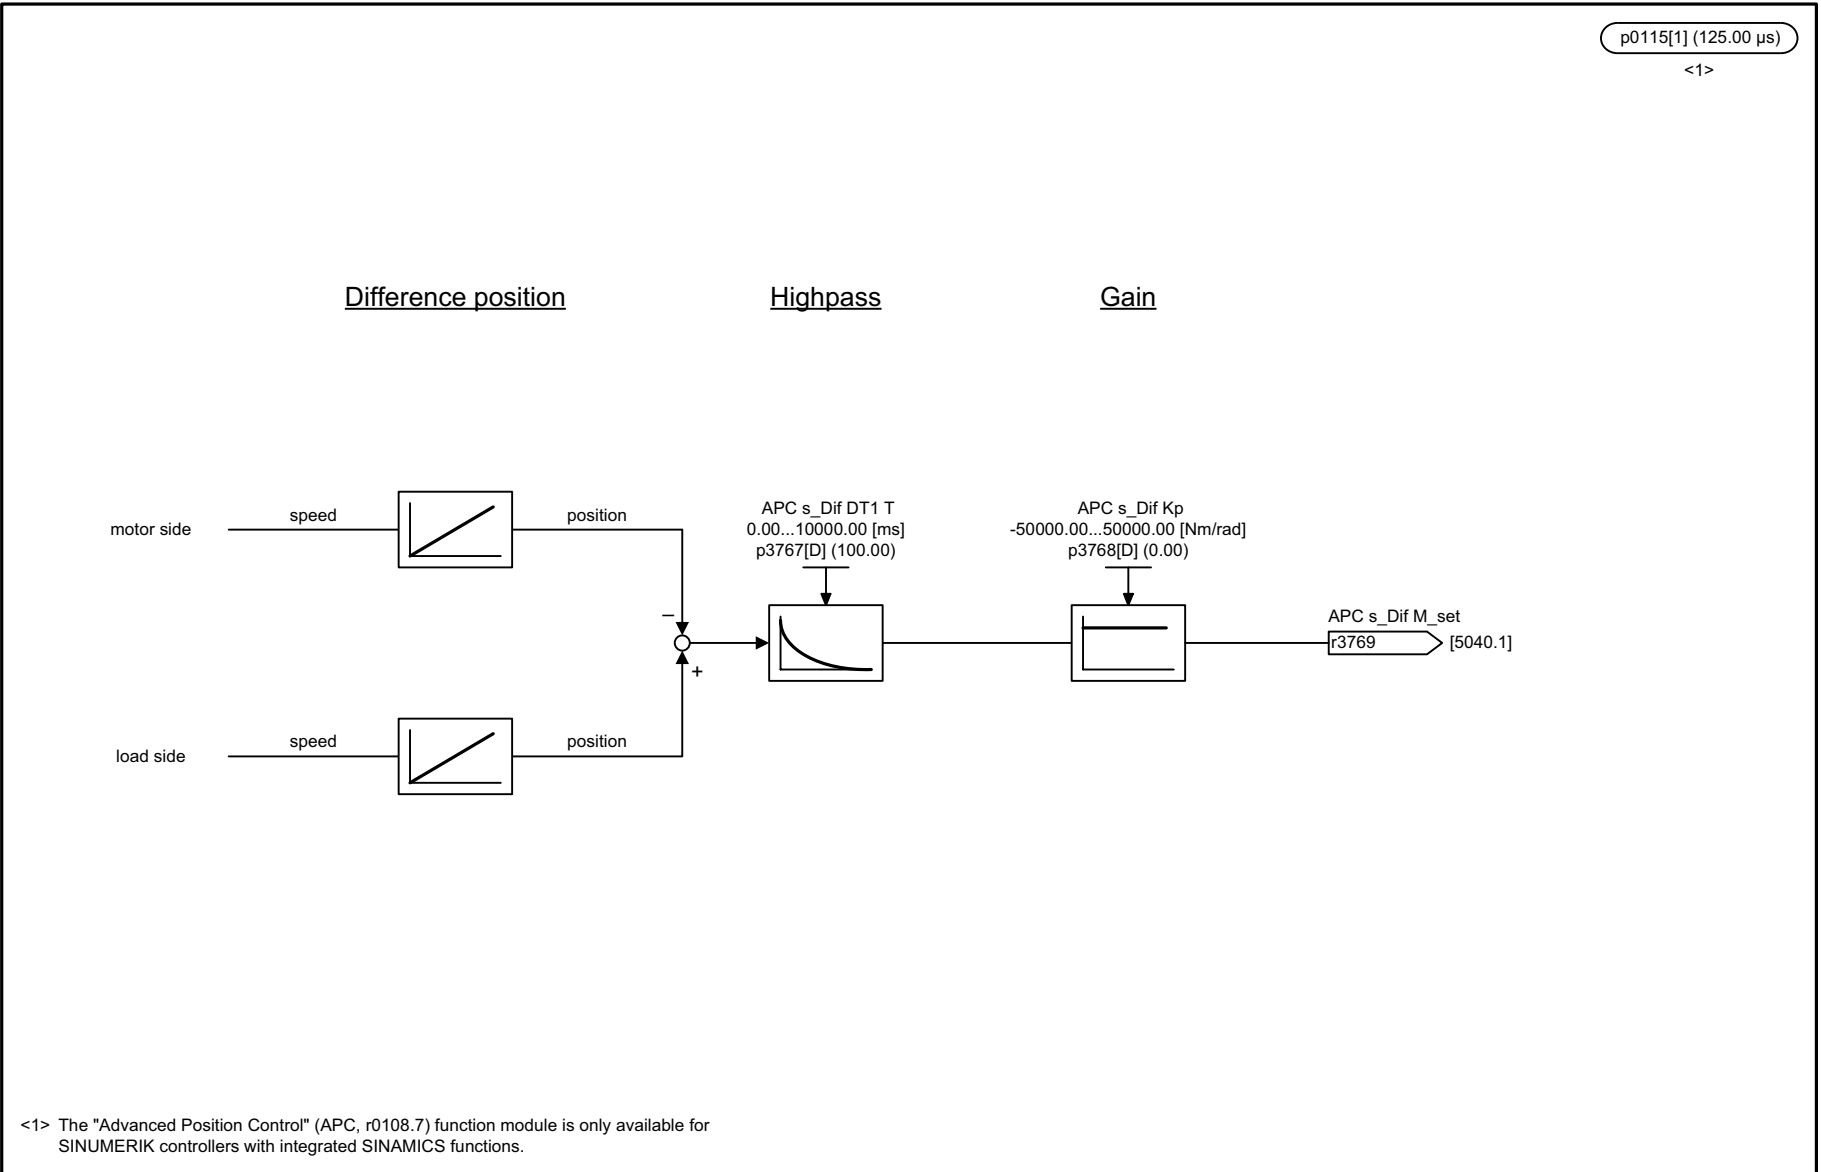 p0115[1] (125.00 µs)
<1>
Difference position
Highpass
Gain
motor side
speed
position
APC s_Dif DT1 T
0.00...10000.00 [ms]
p3767[D] (100.00)
APC s_Dif Kp
-50000.00...50000.00 [Nm/rad]
p3768[D] (0.00)
–
+
APC s_Dif M_set
r3769
[5040.1]
load side
speed
position
<1> The "Advanced Position Control" (APC, r0108.7) function module is only available for
SINUMERIK controllers with integrated SINAMICS functions.